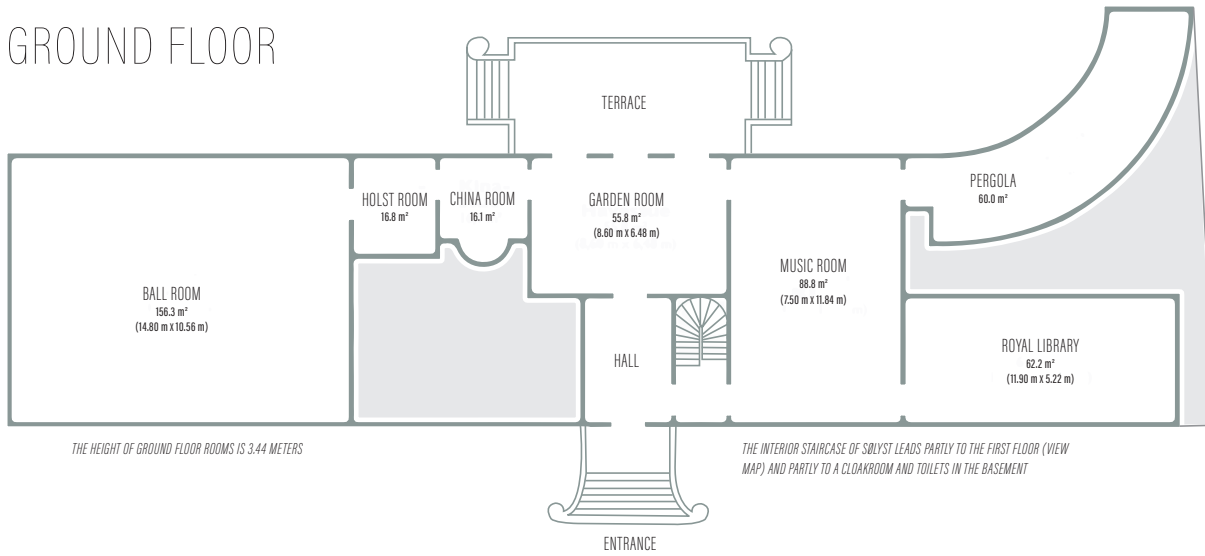 GROUND FLOOR
TERRACE
HOLST ROOM
16.8 m²
CHINA ROOM
16.1 m²
GARDEN ROOM
55.8 m²
(8.60 m x 6.48 m)
PERGOLA
60.0 m²
MUSIC ROOM
88.8 m²
(7.50 m x 11.84 m)
BALL ROOM
156.3 m²
(14.80 m x 10.56 m)
HALL
ROYAL LIBRARY
62.2 m²
(11.90 m x 5.22 m)
THE HEIGHT OF GROUND FLOOR ROOMS IS 3.44 METERS
THE INTERIOR STAIRCASE OF SØLYST LEADS PARTLY TO THE FIRST FLOOR (VIEW
MAP) AND PARTLY TO A CLOAKROOM AND TOILETS IN THE BASEMENT
ENTRANCE